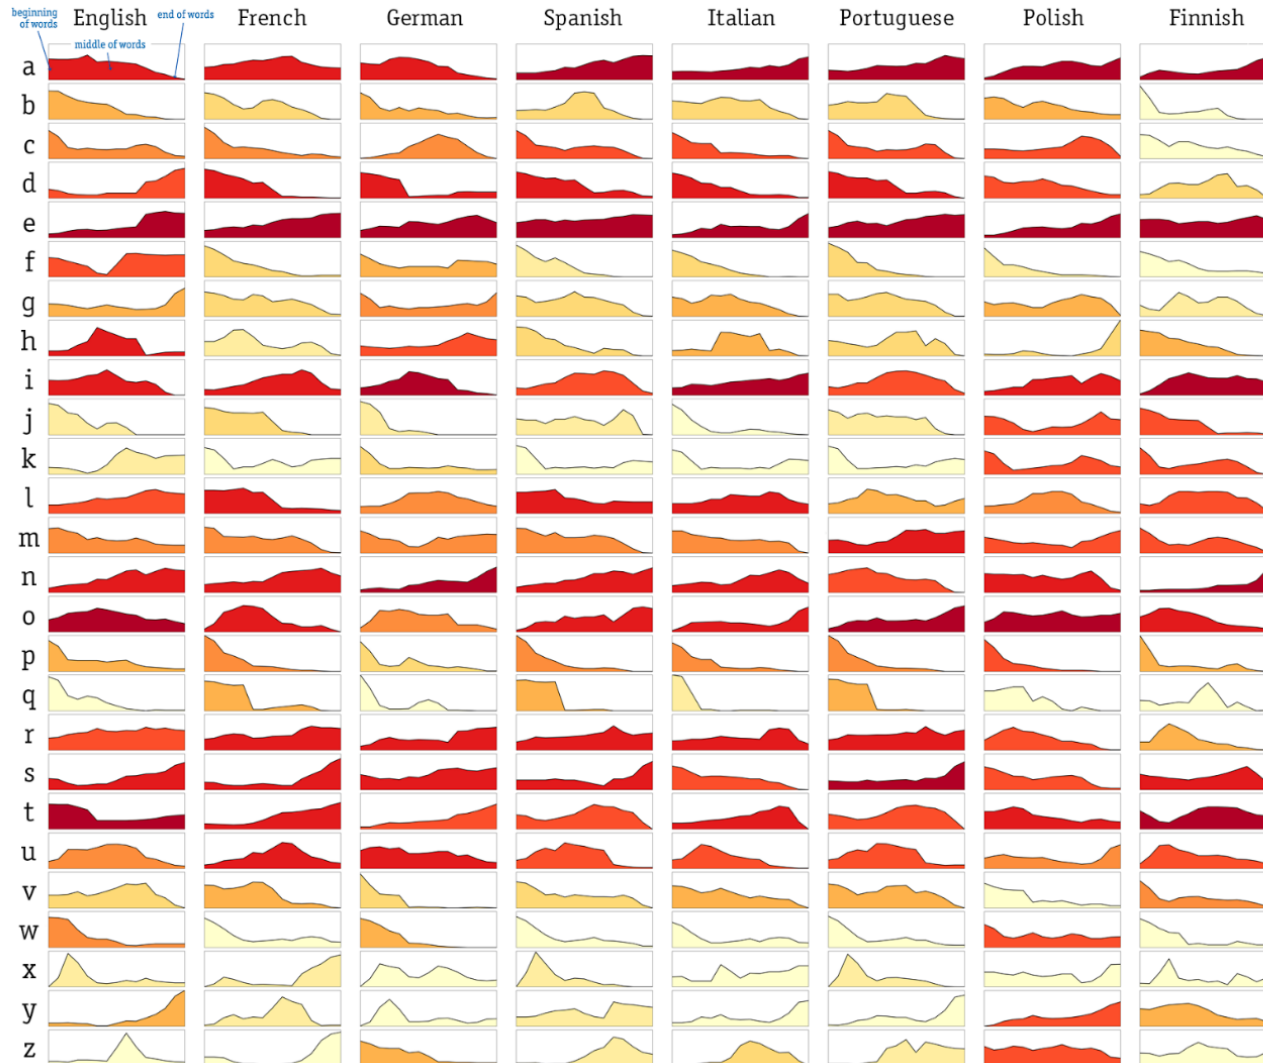 English French German Spanish Italian Portuguese Polish Finnish
beginning
of words
middle of words
end of words
a
b
c
d
e
f
g
h
i
j
k
l
m
n
o
p
q
r
s
t
u
v
w
x
y
z